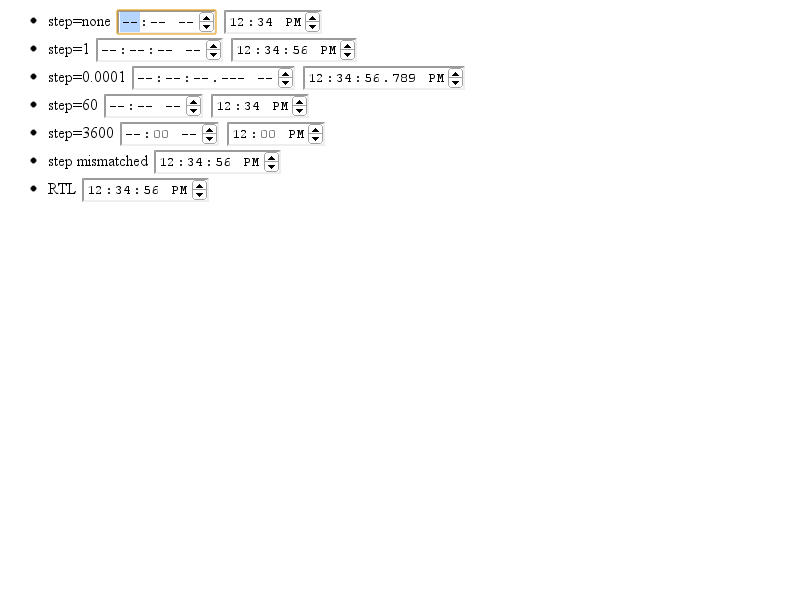 step=none --:-- -- 12:34 PM
step=1 --:--:-- -- 12:34:56 PM
step=0.0001 --:--:--.--- -- 12:34:56.789 PM
step=60 --:-- -- 12:34 PM
step=3600 --:00 -- 12:00 PM
step mismatched 12:34:56 PM
RTL 12:34:56 PM